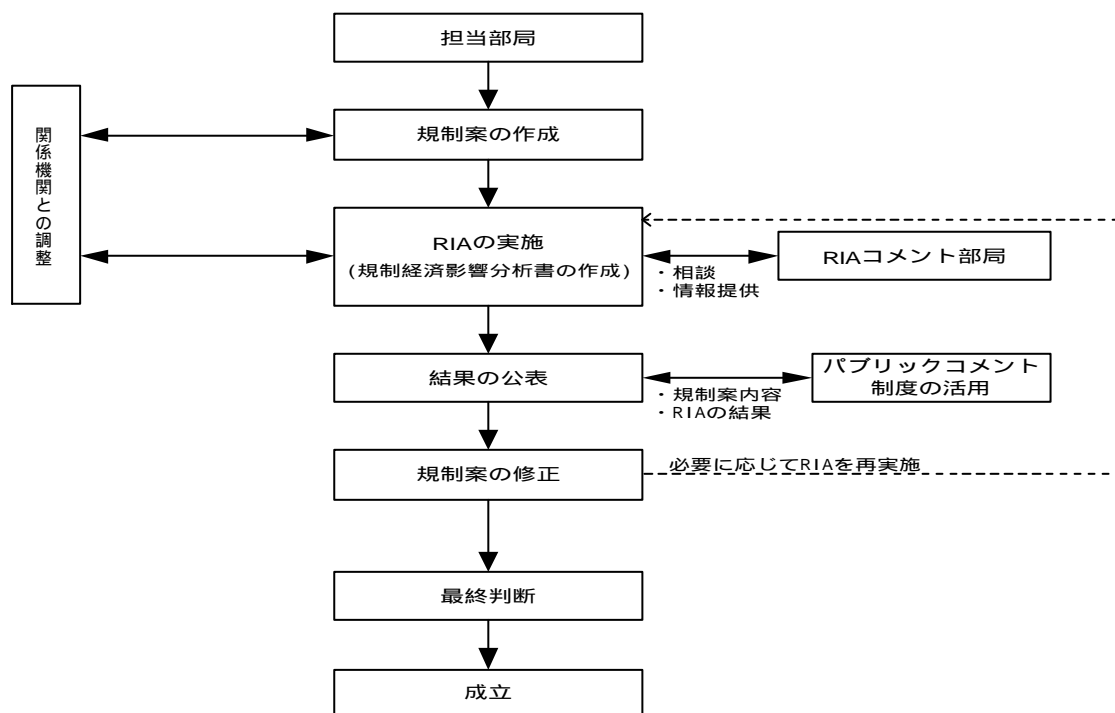 担当部局
規制案の作成
関係機関との調整
RIAの実施
(規制経済影響分析書の作成)
・相談
・情報提供
RIAコメント部局
結果の公表
・規制案内容
・RIAの結果
パブリックコメント
制度の活用
規制案の修正
必要に応じてRIAを再実施
最終判断
成立